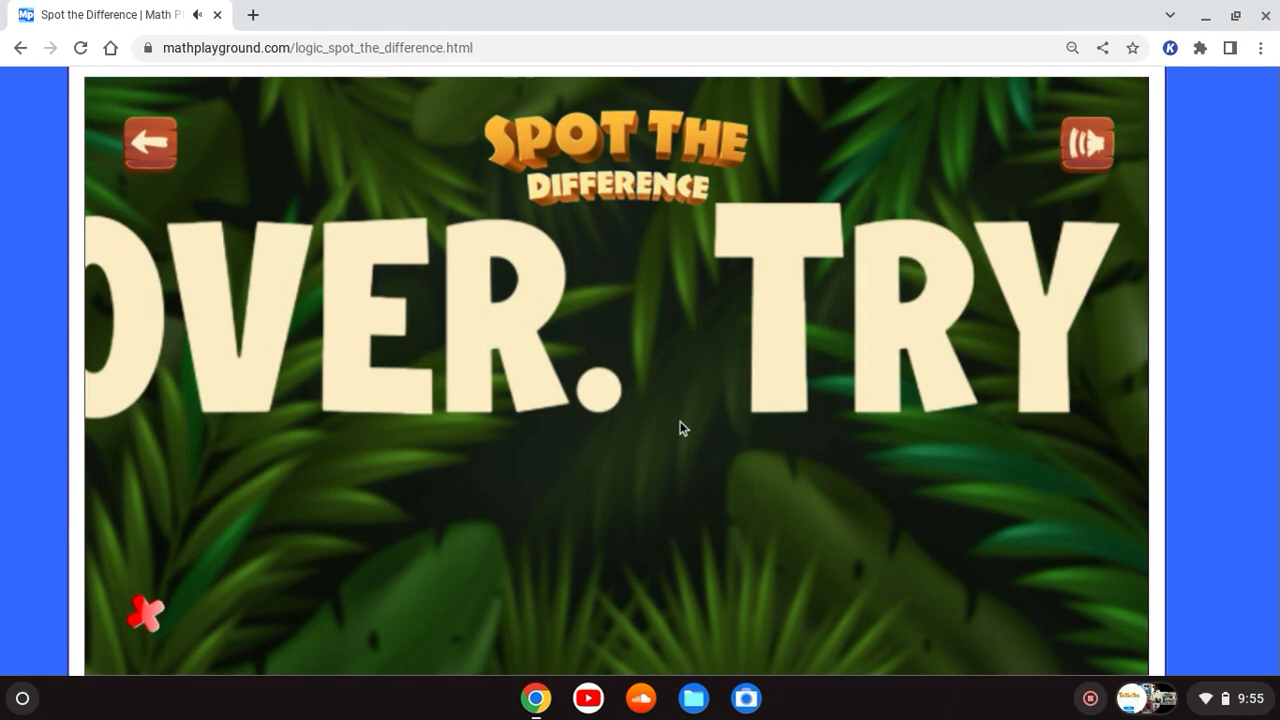 Spot the Difference | Math P
mathplayground.com/logic_spot_the_difference.html
SPOT THE
DIFFERENCE
OVER. TRY
9:55